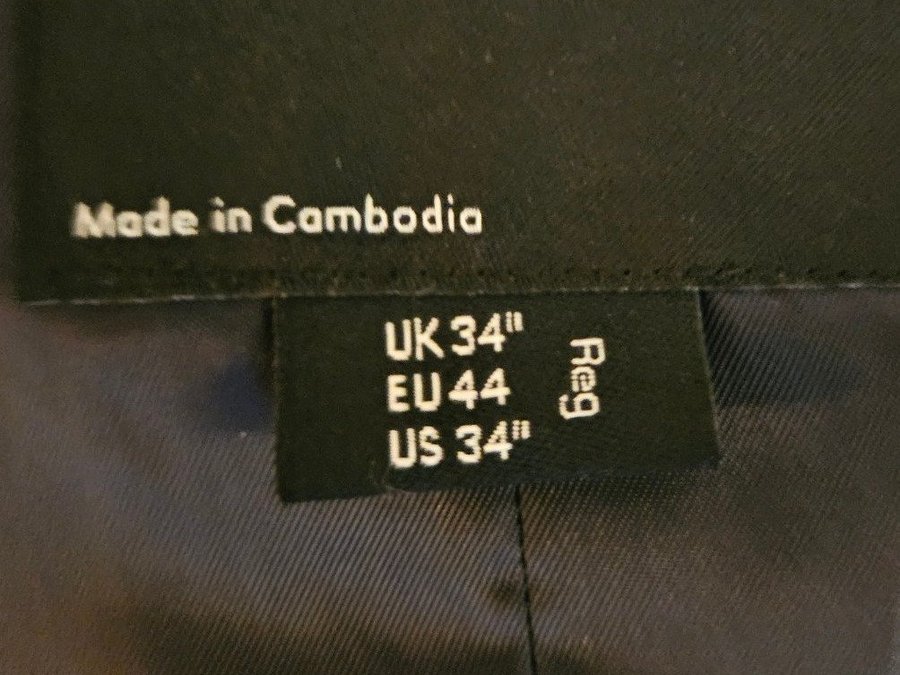 Made in Cambodia
UK 34"
EU 44
US 34"
Reg